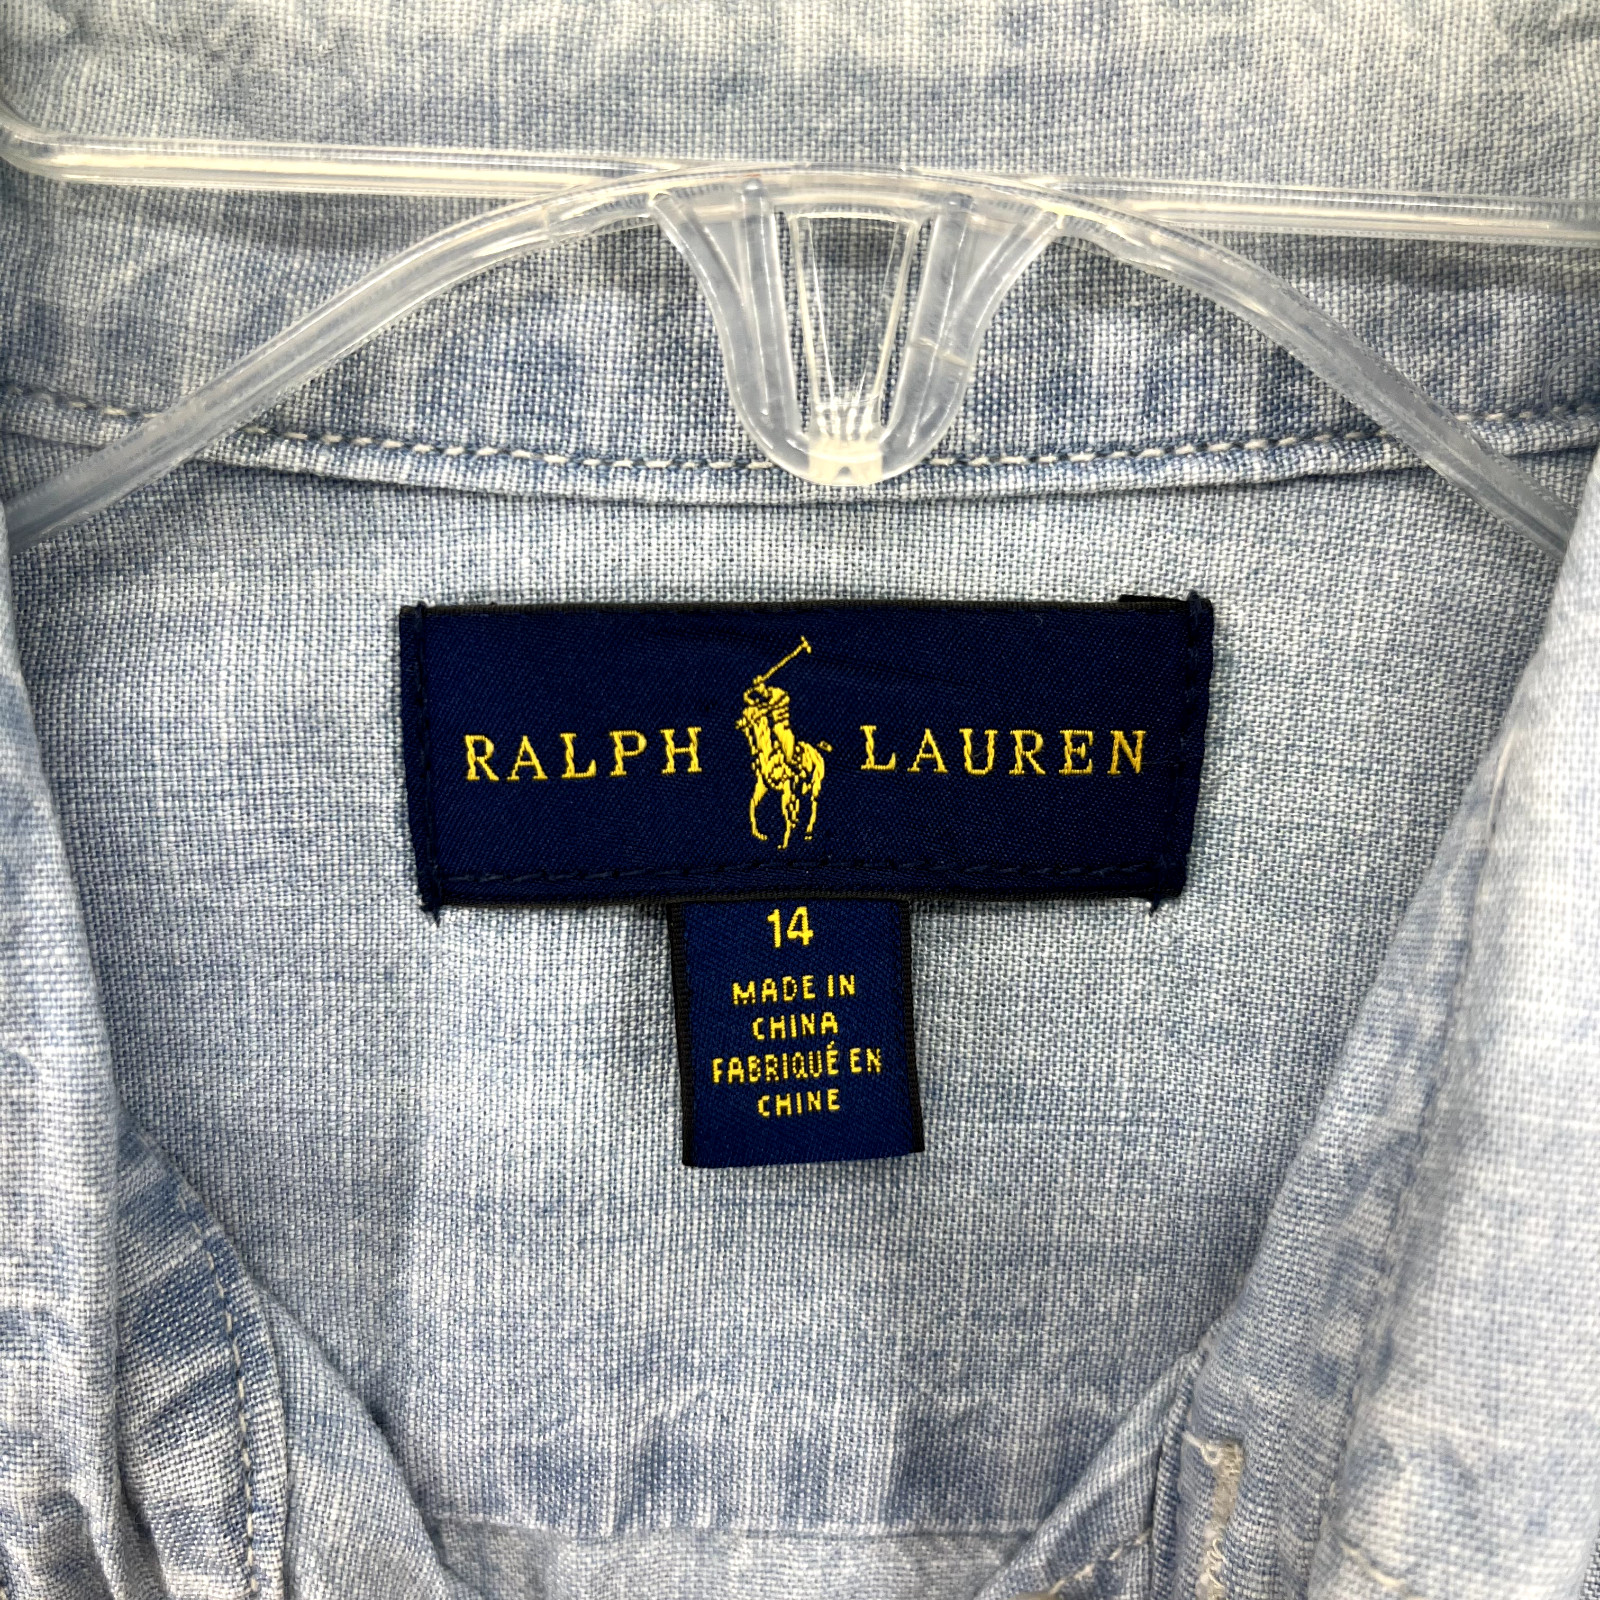 RALPH LAUREN
14
MADE IN
CHINA
FABRIQUÉ EN
CHINE